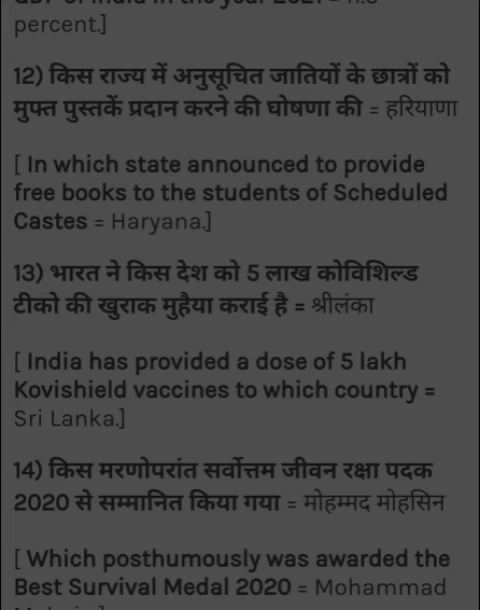 percent.]
12) किस राज्य में अनुसूचित जातियों के छात्रों को
मुफ्त पुस्तकें प्रदान करने की घोषणा की = हरियाणा
[ In which state announced to provide
free books to the students of Scheduled
Castes = Haryana.]
13) भारत ने किस देश को 5 लाख कोविशिल्ड
टीको की खुराक मुहैया कराई है = श्रीलंका
[ India has provided a dose of 5 lakh
Kovishield vaccines to which country =
Sri Lanka.]
14) किस मरणोपरांत सर्वोत्तम जीवन रक्षा पदक
2020 से सम्मानित किया गया = मोहम्मद मोहसिन
[ Which posthumously was awarded the
Best Survival Medal 2020 = Mohammad